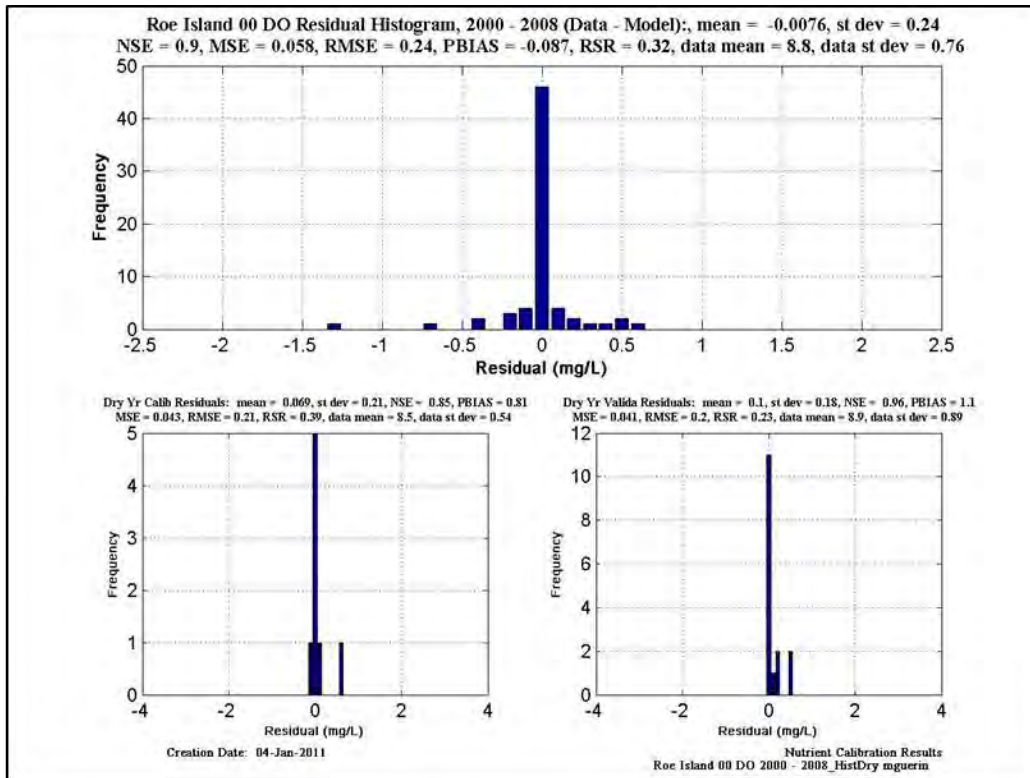 Roe Island 00 DO Residual Histogram, 2000 - 2008 (Data - Model):, mean = -0.0076, st dev = 0.24
NSE = 0.9, MSE = 0.058, RMSE = 0.24, PBIAS = -0.087, RSR = 0.32, data mean = 8.8, data st dev = 0.76
50
40
30
20
10
0
Frequency
-2.5 -2 -1.5 -1 -0.5 0 0.5 1 1.5 2 2.5
Residual (mg/L)
Dry Yr Calib Residuals: mean = 0.069, st dev = 0.21, NSE = 0.85, PBIAS = 0.81
MSE = 0.043, RMSE = 0.21, RSR = 0.39, data mean = 8.5, data st dev = 0.54
5
4
3
2
1
0
Frequency
-4 -2 0 2 4
Residual (mg/L)
Dry Yr Valida Residuals: mean = 0.1, st dev = 0.18, NSE = 0.96, PBIAS = 1.1
MSE = 0.041, RMSE = 0.2, RSR = 0.23, data mean = 8.9, data st dev = 0.89
12
10
8
6
4
2
0
Frequency
-4 -2 0 2 4
Residual (mg/L)
Creation Date: 04-Jan-2011
Nutrient Calibration Results
Roe Island 00 DO 2000 - 2008_HistDry mguerin